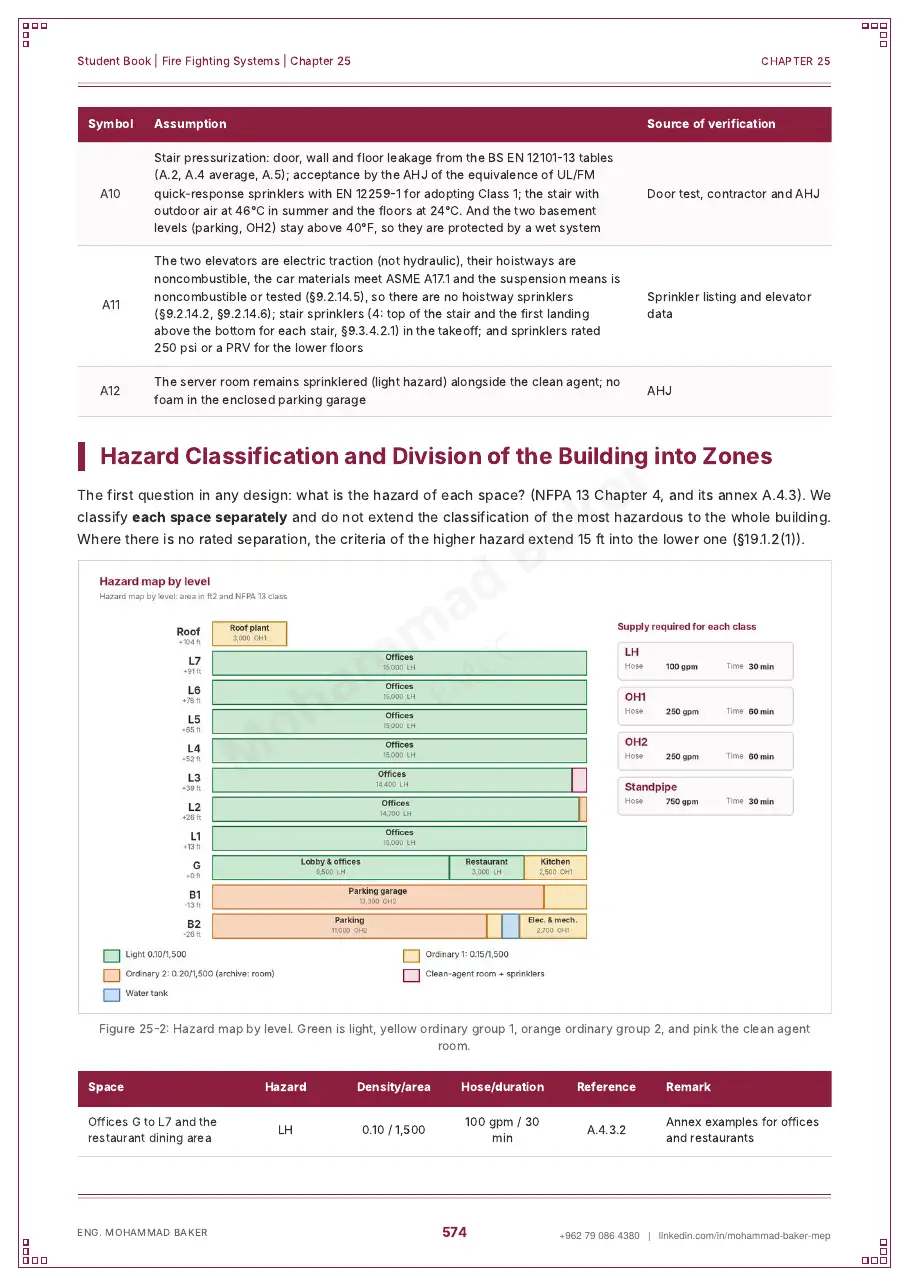 Student Book | Fire Fighting Systems | Chapter 25
CHAPTER 25
Symbol Assumption Source of verification
Stair pressurization: door, wall and floor leakage from the BS EN 12101-13 tables
(A.2, A.4 average, A.5); acceptance by the AHJ of the equivalence of UL/FM
A10 quick-response sprinklers with EN 12259-1 for adopting Class 1; the stair with Door test, contractor and AHJ
outdoor air at 46°C in summer and the floors at 24°C. And the two basement
levels (parking, OH2) stay above 40°F, so they are protected by a wet system
The two elevators are electric traction (not hydraulic), their hoistways are
noncombustible, the car materials meet ASME A17.1 and the suspension means is
A11 noncombustible or tested (§9.2.14.5), so there are no hoistway sprinklers Sprinkler listing and elevator
(§9.2.14.2, §9.2.14.6); stair sprinklers (4: top of the stair and the first landing data
above the bottom for each stair, §9.3.4.2.1) in the takeoff; and sprinklers rated
250 psi or a PRV for the lower floors
A12 The server room remains sprinklered (light hazard) alongside the clean agent; no AHJ
foam in the enclosed parking garage
Hazard Classification and Division of the Building into Zones
The first question in any design: what is the hazard of each space? (NFPA 13 Chapter 4, and its annex A.4.3). We
classify each space separately and do not extend the classification of the most hazardous to the whole building.
Where there is no rated separation, the criteria of the higher hazard extend 15 ft into the lower one (§19.1.2(1)).
Hazard map by level
Hazard map by level: area in ft2 and NFPA 13 class
Roof +104 ft Roof plant 3,000 OH1
L7 +91 ft Offices 15,000 LH
L6 +78 ft Offices 15,000 LH
L5 +65 ft Offices 15,000 LH
L4 +52 ft Offices 15,000 LH
L3 +39 ft Offices 14,400 LH
L2 +26 ft Offices 14,700 LH
L1 +13 ft Offices 15,000 LH
G +0 ft Lobby & offices 9,500 LH Restaurant 3,000 LH Kitchen 2,500 OH1
B1 -13 ft Parking garage 13,300 OH2
B2 -26 ft Parking 11,000 OH2 Elec. & mech. 2,700 OH1
Supply required for each class
LH
Hose 100 gpm Time 30 min
OH1
Hose 250 gpm Time 60 min
OH2
Hose 250 gpm Time 60 min
Standpipe
Hose 750 gpm Time 30 min
Light 0.10/1,500
Ordinary 1: 0.15/1,500
Ordinary 2: 0.20/1,500 (archive: room)
Clean-agent room + sprinklers
Water tank
Figure 25-2: Hazard map by level. Green is light, yellow ordinary group 1, orange ordinary group 2, and pink the clean agent
room.
Space Hazard Density/area Hose/duration Reference Remark
Offices G to L7 and the restaurant dining area LH 0.10 / 1,500 100 gpm / 30 min A.4.3.2 Annex examples for offices and restaurants
ENG. MOHAMMAD BAKER
574
+962 79 086 4380 | linkedin.com/in/mohammad-baker-mep
Mohammad Baker